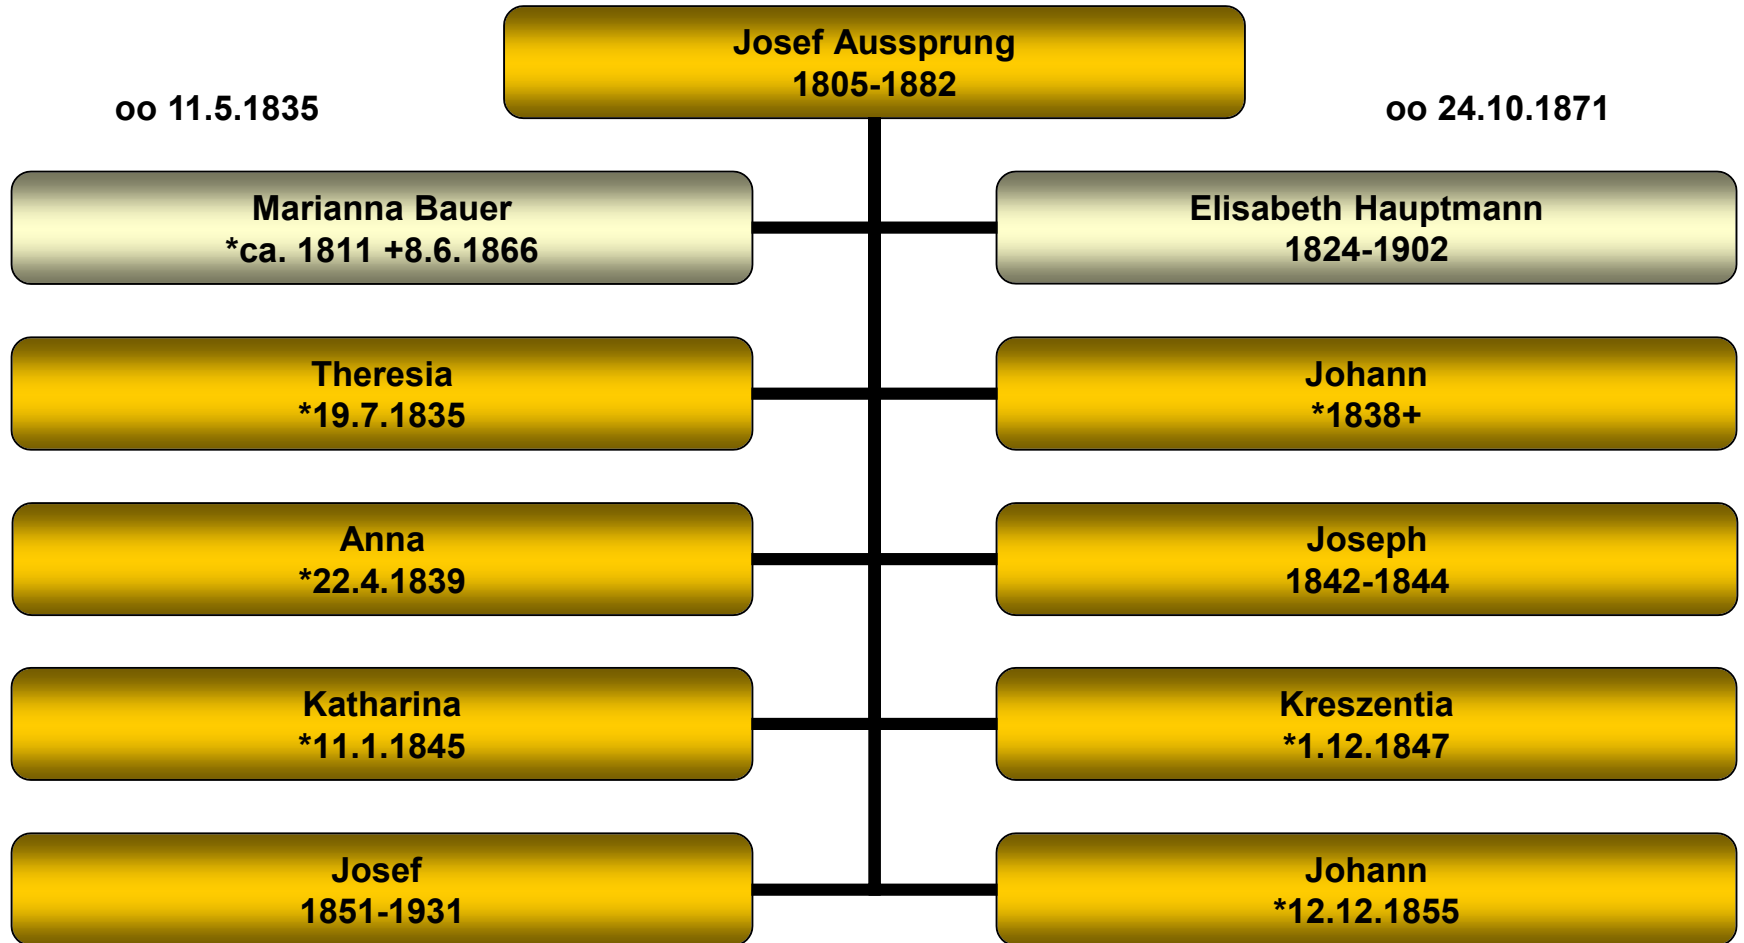 Josef Aussprung
1805-1882
oo 11.5.1835
oo 24.10.1871
Marianna Bauer
*ca. 1811 +8.6.1866
Elisabeth Hauptmann
1824-1902
Theresia
*19.7.1835
Johann
*1838+
Anna
*22.4.1839
Joseph
1842-1844
Katharina
*11.1.1845
Kreszentia
*1.12.1847
Josef
1851-1931
Johann
*12.12.1855